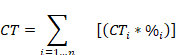 CT = ∑ [(CTᵢ * %ᵢ)]
i=1…n